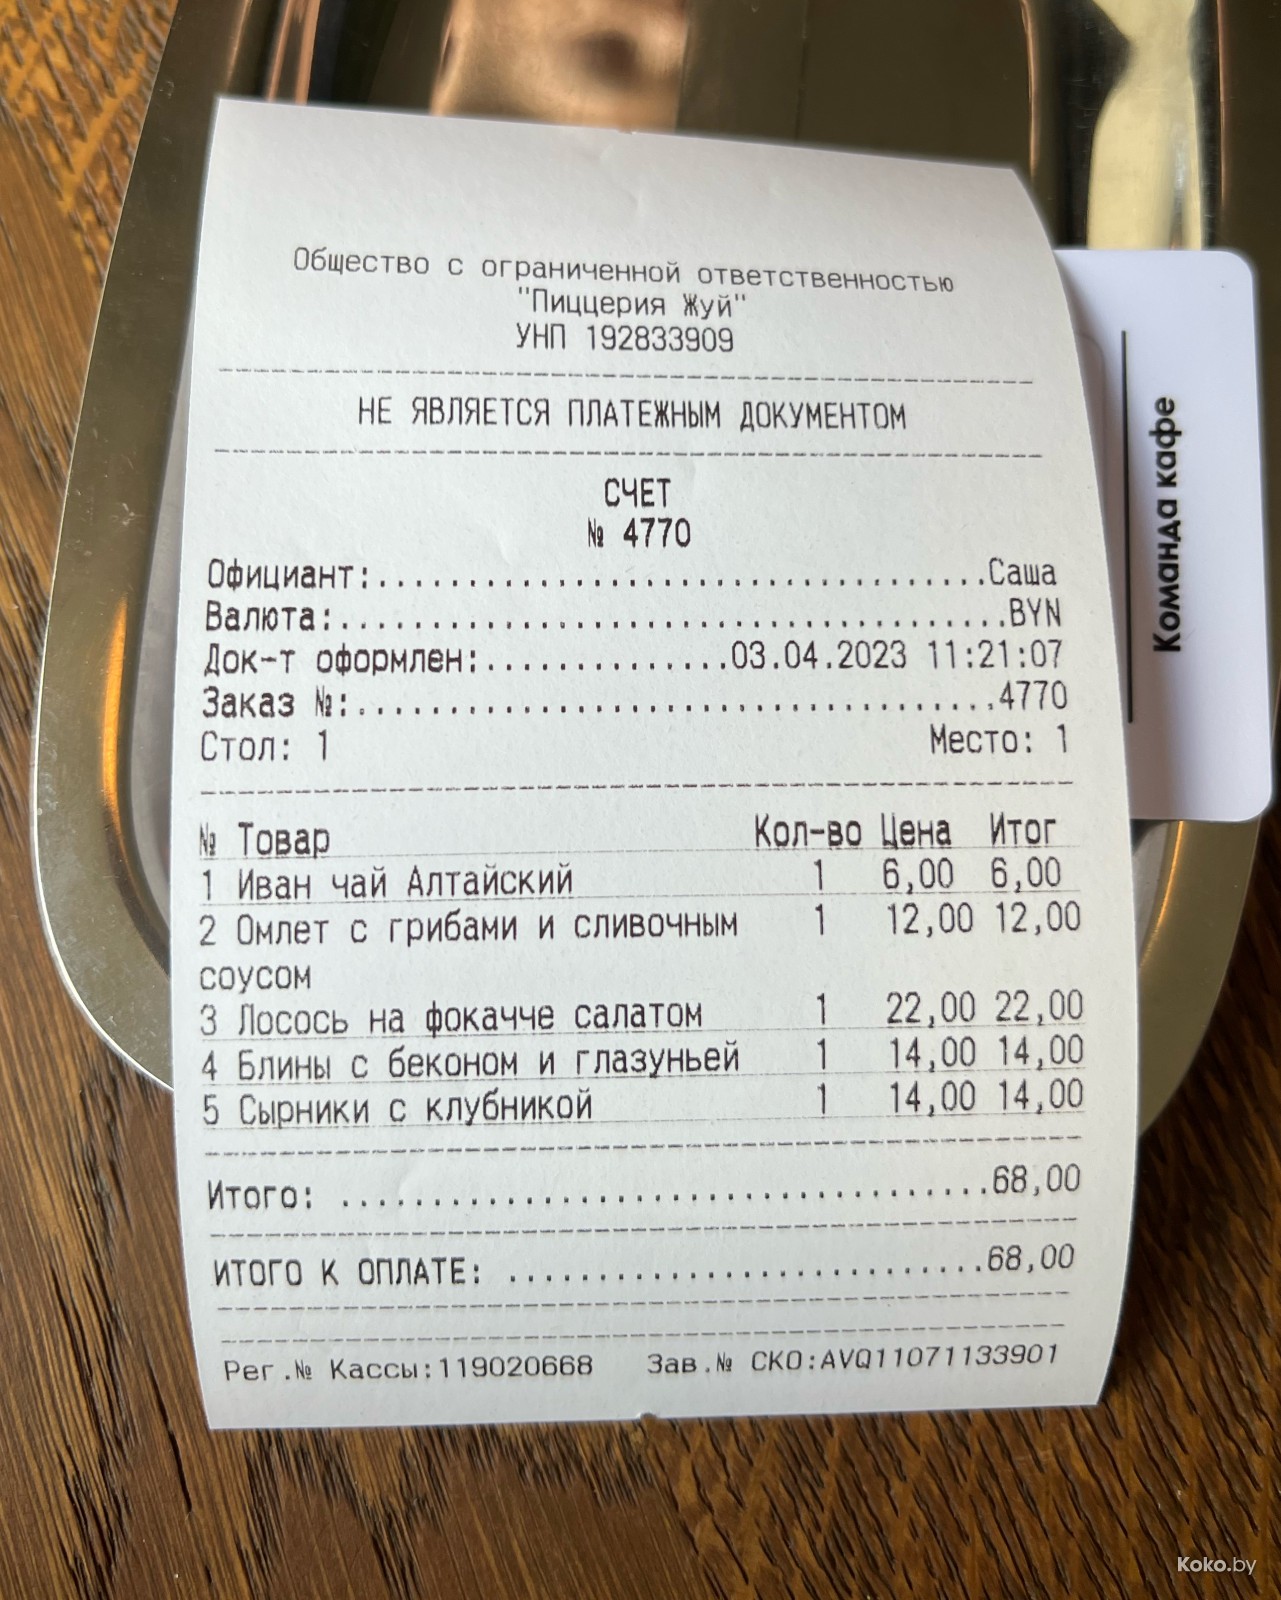 Общество с ограниченной ответственностью
"Пиццерия Жуй"
УНП 192833909
НЕ ЯВЛЯЕТСЯ ПЛАТЕЖНЫМ ДОКУМЕНТОМ
СЧЕТ
№ 4770
Официант:.................................Саша
Валюта:....................................BYN
Док-т оформлен:.............03.04.2023 11:21:07
Заказ №:..................................4770
Стол: 1 Место: 1
№ Товар Кол-во Цена Итог
1 Иван чай Алтайский 1 6,00 6,00
2 Омлет с грибами и сливочным 1 12,00 12,00
соусом
3 Лосось на фокачче салатом 1 22,00 22,00
4 Блины с беконом и глазуньей 1 14,00 14,00
5 Сырники с клубникой 1 14,00 14,00
Итого: ..................................68,00
ИТОГО К ОПЛАТЕ: .........................68,00
Рег.№ Кассы:119020668 Зав.№ СКО:AVQ11071133901
Команда кафе
Koko.by